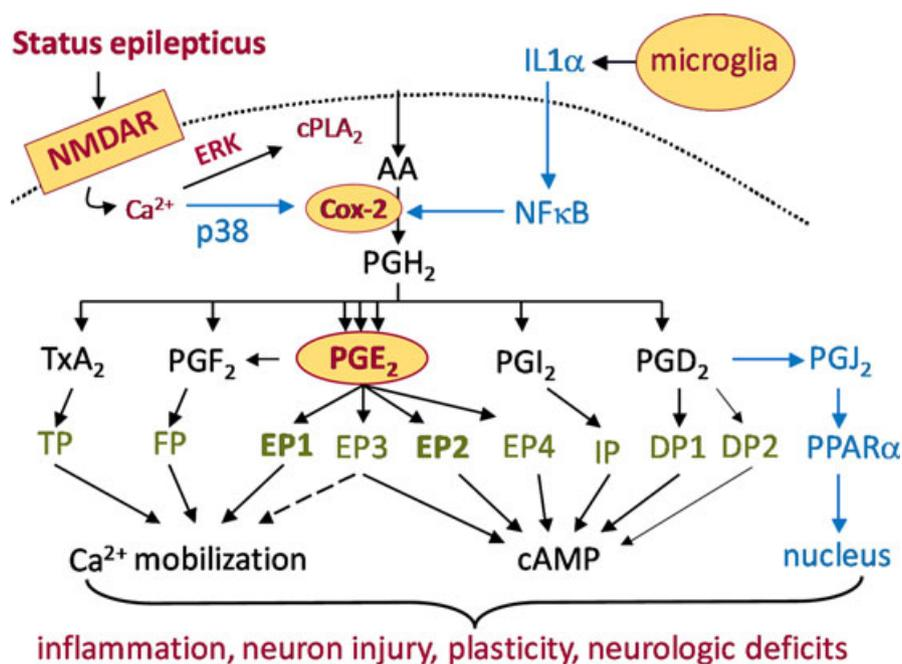 Status epilepticus
IL1α
microglia
NMDAR
ERK
cPLA₂
AA
Ca²⁺
p38
Cox-2
NFκB
PGH₂
TxA₂
PGF₂
PGE₂
PGI₂
PGD₂
PGJ₂
TP
FP
EP1
EP3
EP2
EP4
IP
DP1
DP2
PPARα
Ca²⁺ mobilization
cAMP
nucleus
inflammation, neuron injury, plasticity, neurologic deficits